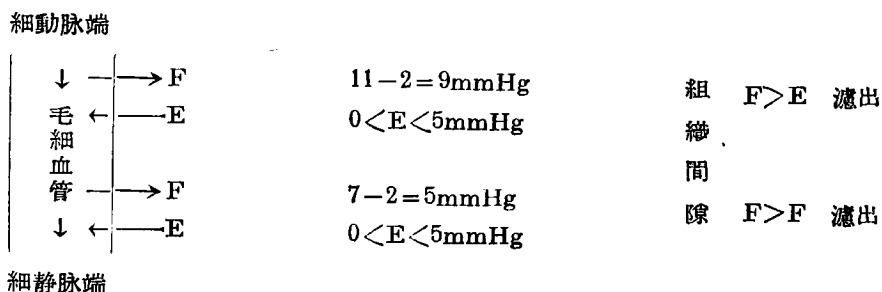 細動脈端
↓ → F 11−2=9mmHg 組 F>E 濾出
毛 ← E 0<E<5mmHg 織
細
血 間
管 → F 7−2=5mmHg
↓ ← E 0<E<5mmHg 隙 F>F 濾出
細静脈端